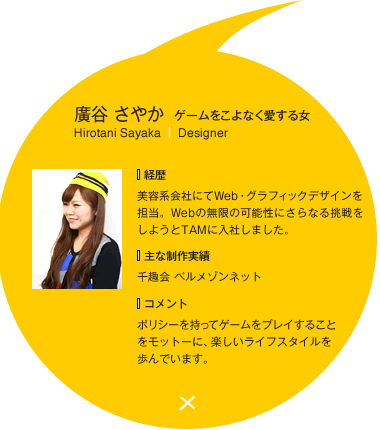 廣谷 さやか ゲームをこよなく愛する女
Hirotani Sayaka | Designer
経歴
美容系会社にてWeb・グラフィックデザインを
担当。Webの無限の可能性にさらなる挑戦を
しようとTAMに入社しました。
主な制作実績
千趣会 ベルメゾンネット
コメント
ポリシーを持ってゲームをプレイすること
をモットーに、楽しいライフスタイルを
歩んでいます。